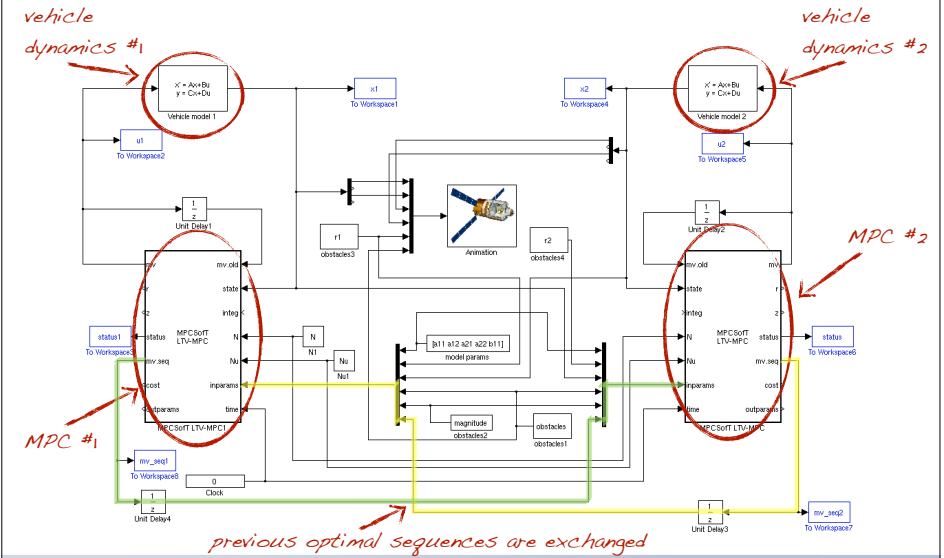 vehicle
dynamics #1
vehicle
dynamics #2
x' = Ax+Bu
y = Cx+Du
Vehicle model 1
x1
To Workspace1
x2
To Workspace4
x' = Ax+Bu
y = Cx+Du
Vehicle model 2
u1
To Workspace2
u2
To Workspace5
1
z
Unit Delay1
Animation
r1
obstacles3
r2
obstacles4
1
z
Unit Delay2
MPC #2
mv
mv.old
r
state
z
integ
status
N
mv.seq
Nu
cost
inparams
outparams
time
MPCSofT
LTV-MPC
MPCSofT LTV-MPC1
status1
To Workspace3
N
N1
Nu
Nu1
[a11 a12 a21 a22 b11]
model params
magnitude
obstacles2
obstacles
obstacles1
mv.old
mv
state
r
integ
z
N
status
Nu
mv.seq
inparams
cost
time
outparams
MPCSofT
LTV-MPC
MPCSofT LTV-MPC
status
To Workspace6
MPC #1
mv_seq1
To Workspace8
0
Clock
1
z
Unit Delay4
1
z
Unit Delay3
mv_seq2
To Workspace7
previous optimal sequences are exchanged